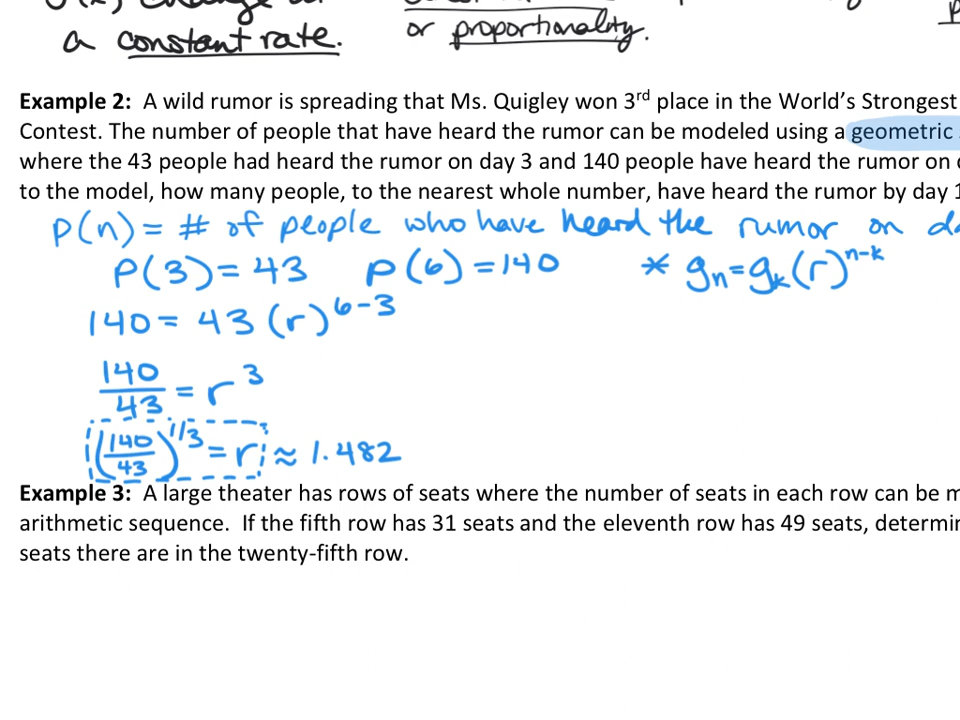 a constant rate.
or proportionality.
Example 2: A wild rumor is spreading that Ms. Quigley won 3rd place in the World's Strongest
Contest. The number of people that have heard the rumor can be modeled using a geometric
where the 43 people had heard the rumor on day 3 and 140 people have heard the rumor on
to the model, how many people, to the nearest whole number, have heard the rumor by day 1
P(n) = # of people who have heard the rumor on
P(3) = 43 P(6) = 140 * gₙ = gₖ(r)ⁿ⁻ᵏ
140 = 43 (r)⁶⁻³
140/43 = r³
(140/43)^1/3 = r ≈ 1.482
Example 3: A large theater has rows of seats where the number of seats in each row can be
arithmetic sequence. If the fifth row has 31 seats and the eleventh row has 49 seats,
seats there are in the twenty-fifth row.